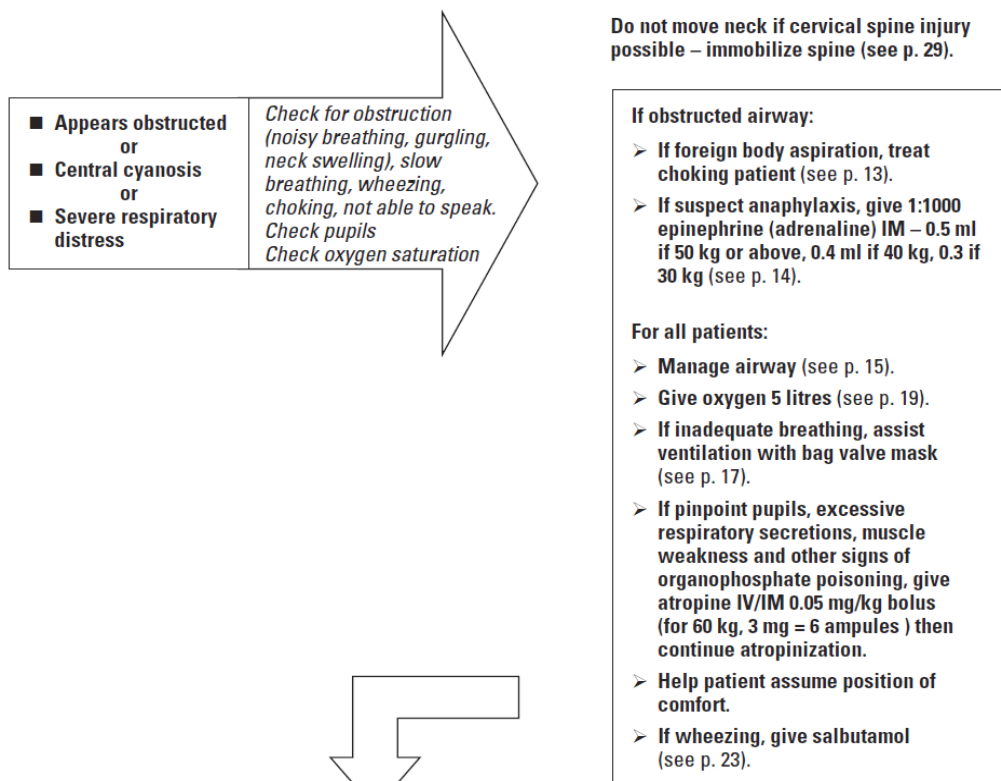 Do not move neck if cervical spine injury
possible – immobilize spine (see p. 29).
■ Appears obstructed
or
■ Central cyanosis
or
■ Severe respiratory
distress
Check for obstruction
(noisy breathing, gurgling,
neck swelling), slow
breathing, wheezing,
choking, not able to speak.
Check pupils
Check oxygen saturation
If obstructed airway:
➢ If foreign body aspiration, treat
choking patient (see p. 13).
➢ If suspect anaphylaxis, give 1:1000
epinephrine (adrenaline) IM – 0.5 ml
if 50 kg or above, 0.4 ml if 40 kg, 0.3 if
30 kg (see p. 14).
For all patients:
➢ Manage airway (see p. 15).
➢ Give oxygen 5 litres (see p. 19).
➢ If inadequate breathing, assist
ventilation with bag valve mask
(see p. 17).
➢ If pinpoint pupils, excessive
respiratory secretions, muscle
weakness and other signs of
organophosphate poisoning, give
atropine IV/IM 0.05 mg/kg bolus
(for 60 kg, 3 mg = 6 ampules ) then
continue atropinization.
➢ Help patient assume position of
comfort.
➢ If wheezing, give salbutamol
(see p. 23).